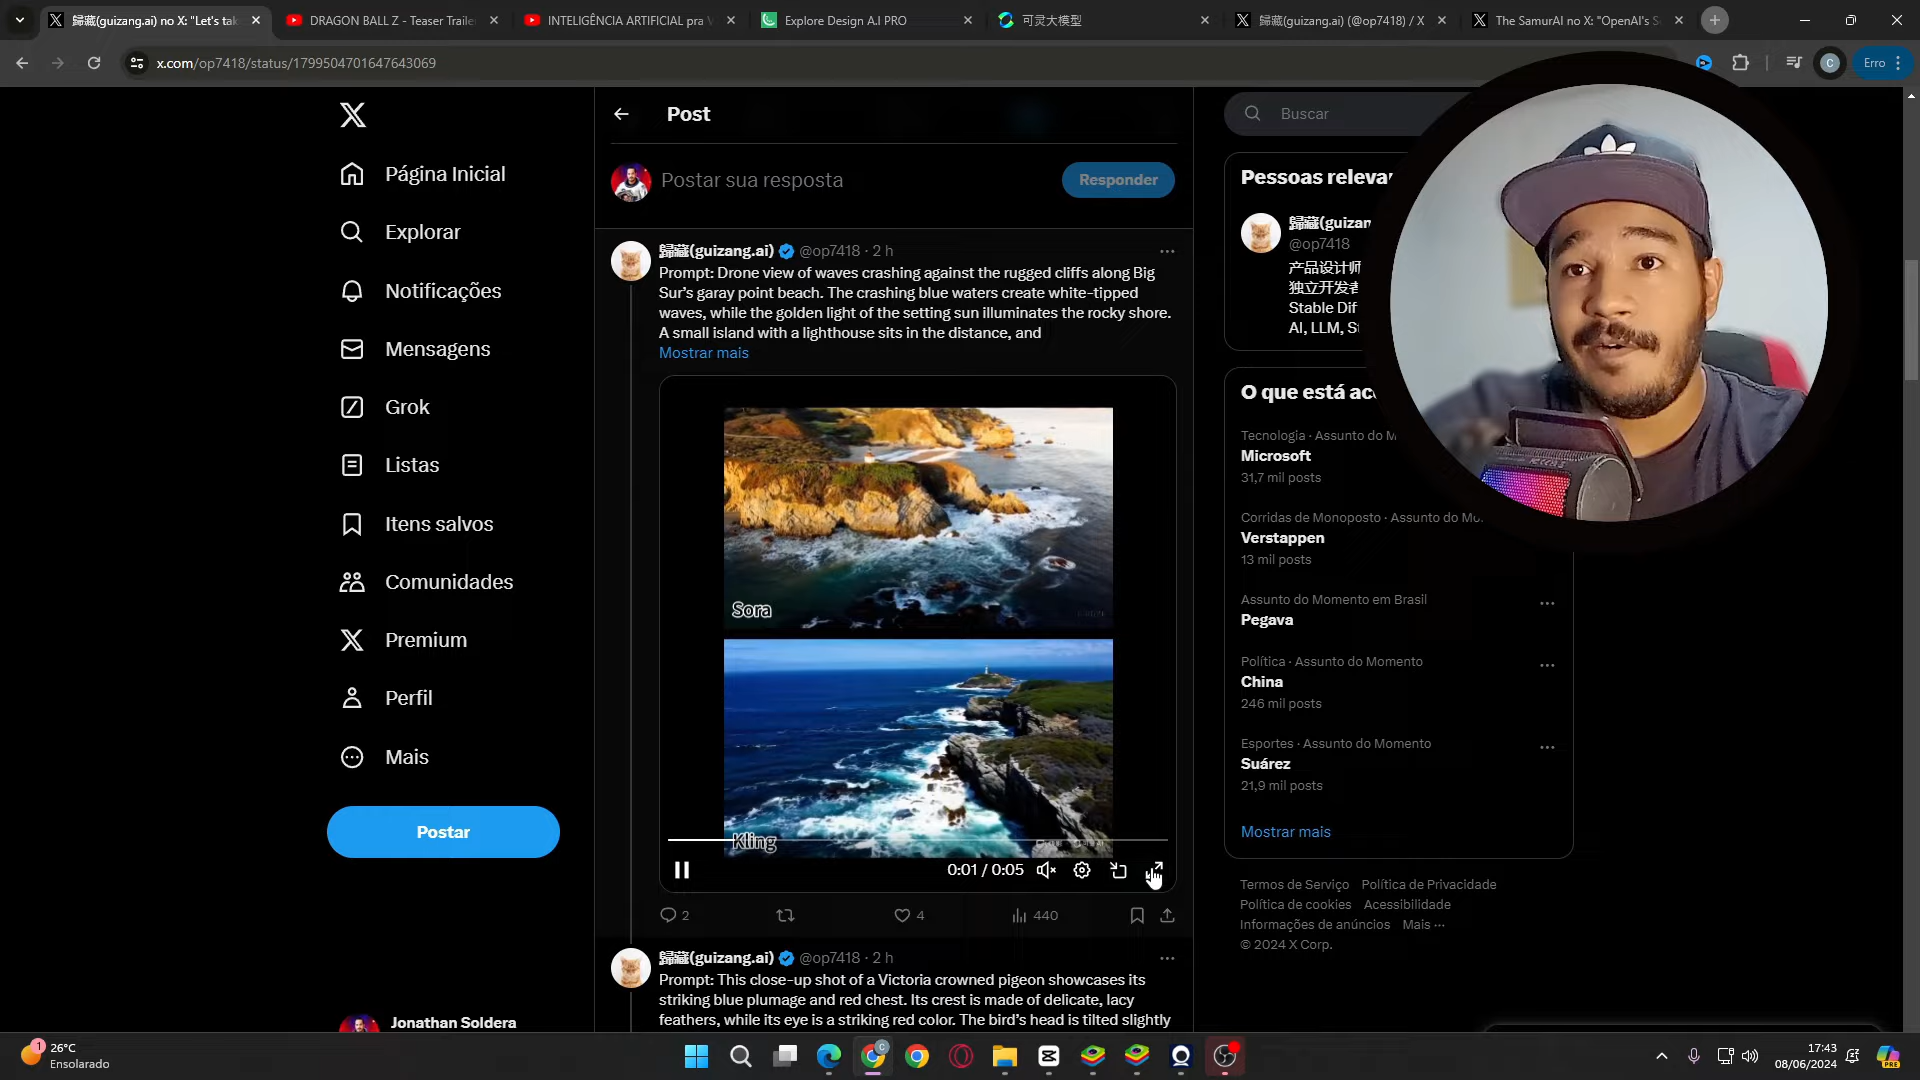 歸藏(guizang.ai) no X: "Let's tak
DRAGON BALL Z - Teaser Traile
INTELIGÊNCIA ARTIFICIAL pra V
Explore Design A.I PRO
可灵大模型
歸藏(guizang.ai) (@op7418) / X
The SamurAI no X: "OpenAI's S
x.com/op7418/status/1799504701647643069
C
Erro
Página Inicial
Explorar
Notificações
Mensagens
Grok
Listas
Itens salvos
Comunidades
Premium
Perfil
Mais
Postar
Jonathan Soldera
Post
Postar sua resposta
Responder
歸藏(guizang.ai) @op7418 · 2 h
Prompt: Drone view of waves crashing against the rugged cliffs along Big
Sur's garay point beach. The crashing blue waters create white-tipped
waves, while the golden light of the setting sun illuminates the rocky shore.
A small island with a lighthouse sits in the distance, and
Mostrar mais
Sora
Kling
0:01 / 0:05
2
4
440
歸藏(guizang.ai) @op7418 · 2 h
Prompt: This close-up shot of a Victoria crowned pigeon showcases its
striking blue plumage and red chest. Its crest is made of delicate, lacy
feathers, while its eye is a striking red color. The bird's head is tilted slightly
Buscar
Pessoas relevan
歸藏(guizan
@op7418
产品设计师
独立开发者
Stable Dif
AI, LLM, S
O que está ac
Tecnologia · Assunto do M
Microsoft
31,7 mil posts
Corridas de Monoposto · Assunto do Mo
Verstappen
13 mil posts
Assunto do Momento em Brasil
Pegava
Política · Assunto do Momento
China
246 mil posts
Esportes · Assunto do Momento
Suárez
21,9 mil posts
Mostrar mais
Termos de Serviço Política de Privacidade
Política de cookies Acessibilidade
Informações de anúncios Mais ···
© 2024 X Corp.
1
26°C
Ensolarado
C
17:43
08/06/2024
PRE